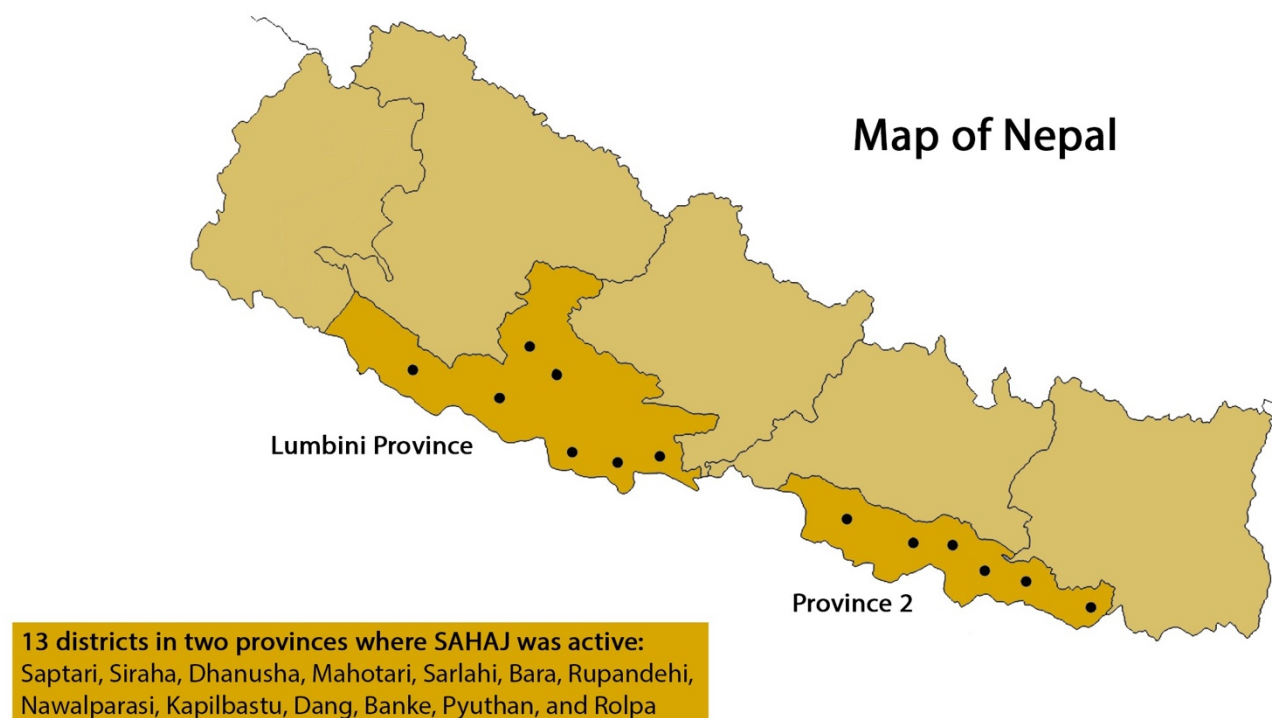 Map of Nepal
Lumbini Province
Province 2
13 districts in two provinces where SAHAJ was active:
Saptari, Siraha, Dhanusha, Mahotari, Sarlahi, Bara, Rupandehi,
Nawalparasi, Kapilbastu, Dang, Banke, Pyuthan, and Rolpa